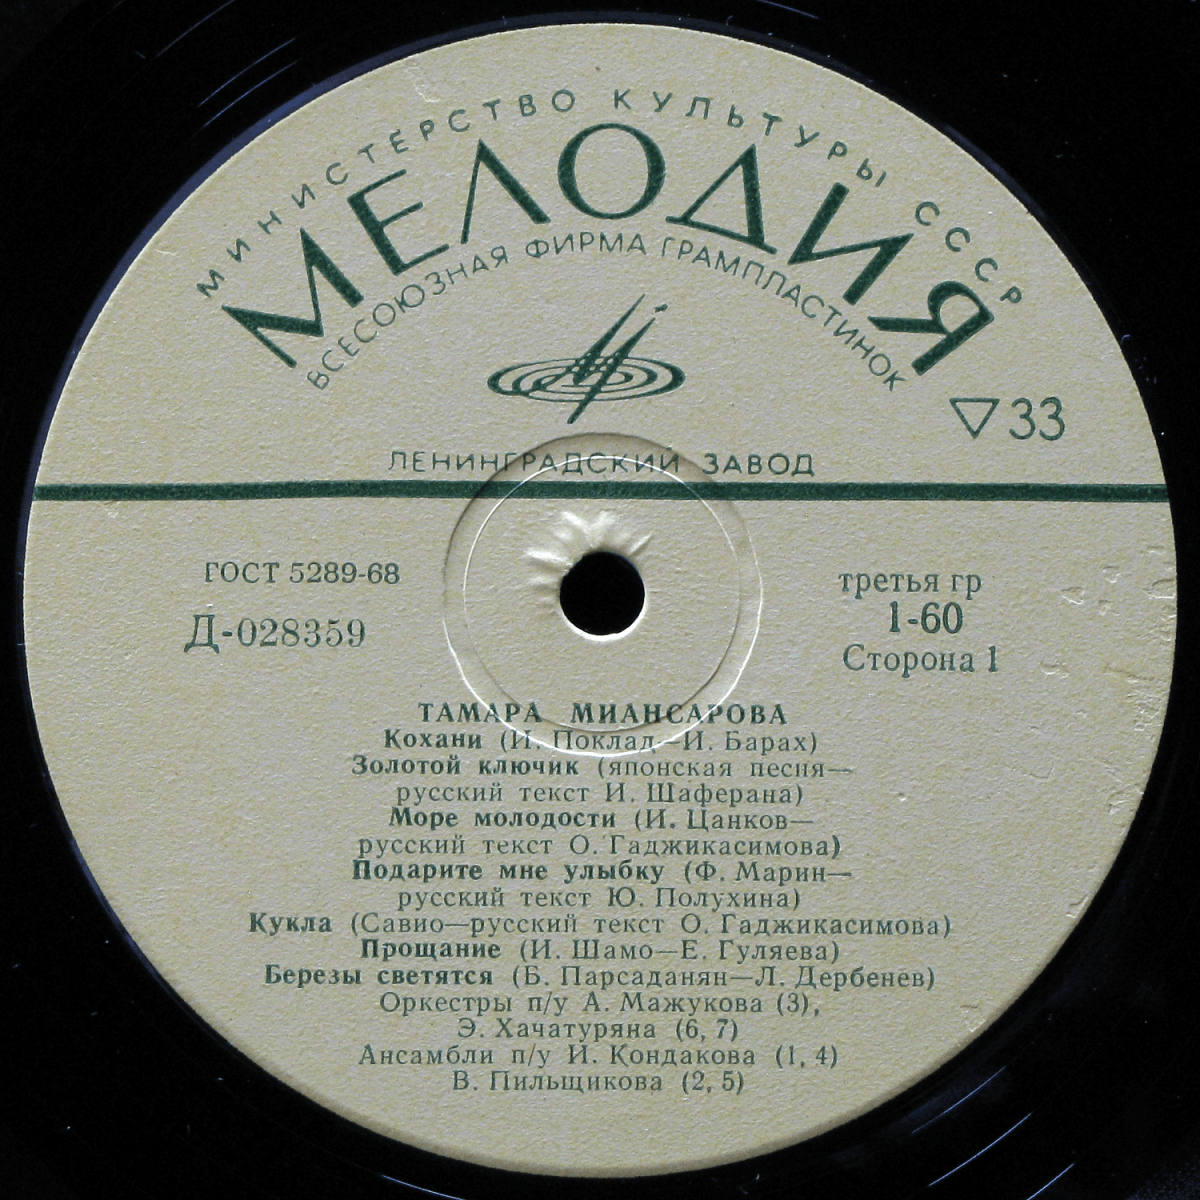 МИНИСТЕРСТВО КУЛЬТУРЫ СССР
МЕЛОДИЯ
ВСЕСОЮЗНАЯ ФИРМА ГРАМПЛАСТИНОК
▽33
ЛЕНИНГРАДСКИЙ ЗАВОД
ГОСТ 5289-68
Д-028359
третья гр
1-60
Сторона 1
ТАМАРА МИАНСАРОВА
Кохани (И. Поклад—И. Барах)
Золотой ключик (японская песня—
русский текст И. Шаферана)
Море молодости (И. Цанков—
русский текст О. Гаджикасимова)
Подарите мне улыбку (Ф. Марин—
русский текст Ю. Полухина)
Кукла (Савио—русский текст О. Гаджикасимова)
Прощание (И. Шамо—Е. Гуляева)
Березы светятся (Б. Парсаданян—Л. Дербенев)
Оркестры п/у А. Мажукова (3),
Э. Хачатуряна (6, 7)
Ансамбли п/у И. Кондакова (1, 4)
В. Пильщикова (2, 5)